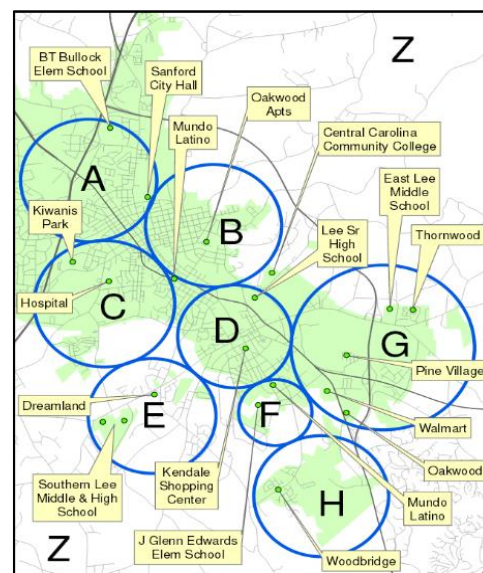 Z
BT Bullock
Elem School
Sanford
City Hall
Oakwood
Apts
Mundo
Latino
Central Carolina
Community College
A
East Lee
Middle
School
Kiwanis
Park
B
Lee Sr
High
School
Thornwood
Hospital
C
D
G
Pine Village
Dreamland
E
F
Walmart
Southern Lee
Middle & High
School
Kendale
Shopping
Center
Oakwood
H
Mundo
Latino
Z
J Glenn Edwards
Elem School
Woodbridge